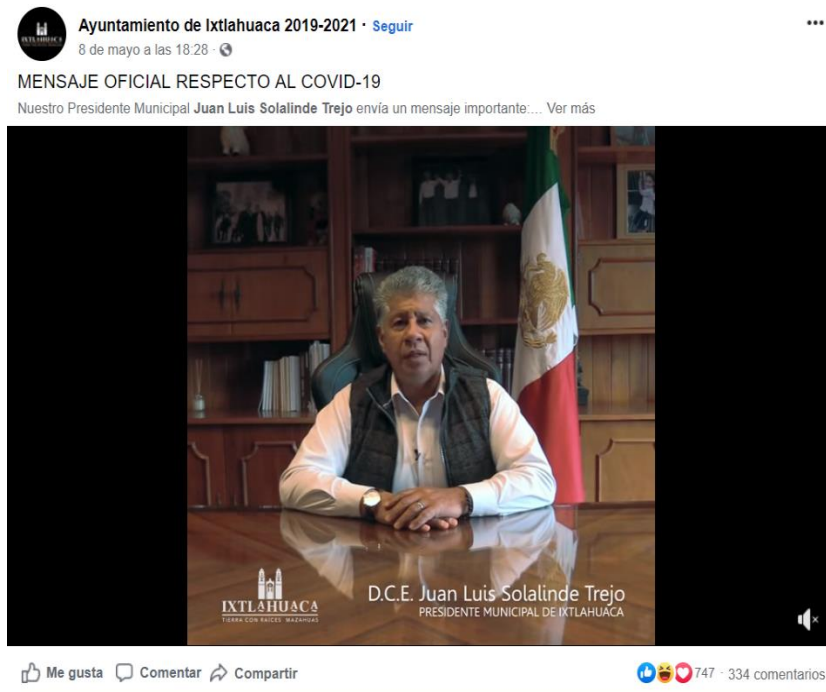 Ayuntamiento de Ixtlahuaca 2019-2021 · Seguir
8 de mayo a las 18:28 ·
MENSAJE OFICIAL RESPECTO AL COVID-19
Nuestro Presidente Municipal Juan Luis Solalinde Trejo envía un mensaje importante:... Ver más
IXTLAHUACA
TIERRA CON RAÍCES MAZAHUAS
D.C.E. Juan Luis Solalinde Trejo
PRESIDENTE MUNICIPAL DE IXTLAHUACA
Me gusta Comentar Compartir
747 · 334 comentarios